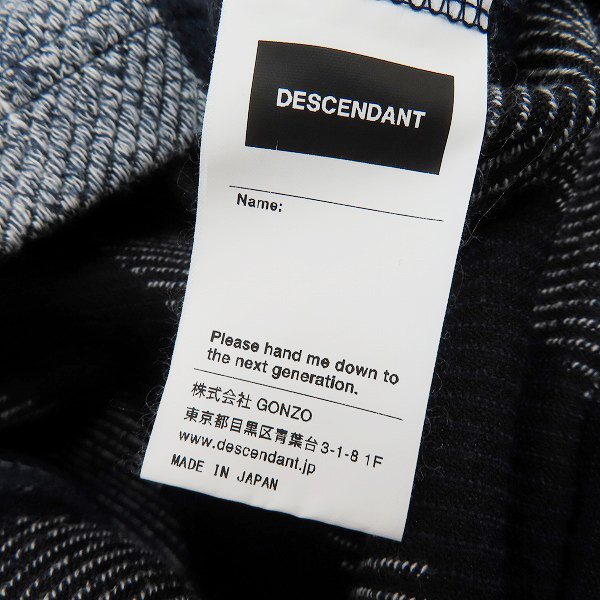 DESCENDANT
Name:
Please hand me down to
the next generation.
株式会社 GONZO
東京都目黒区青葉台 3-1-8 1F
www.descendant.jp
MADE IN JAPAN